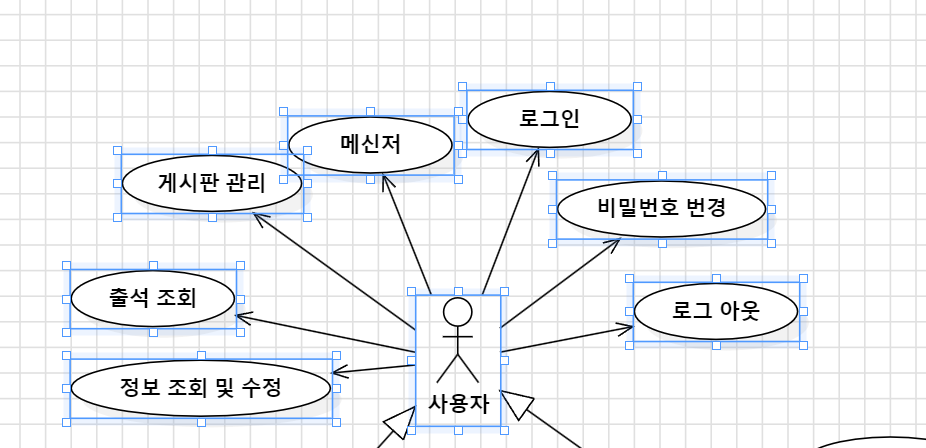 로그인
메신저
게시판 관리
비밀번호 번경
출석 조회
로그 아웃
정보 조회 및 수정
사용자